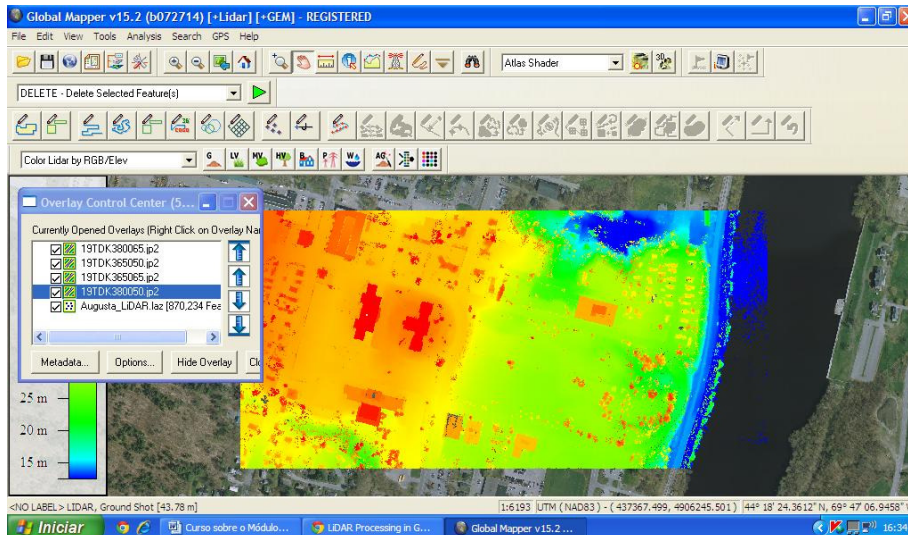 Global Mapper v15.2 (b072714) [+Lidar] [+GEM] - REGISTERED
File Edit View Tools Analysis Search GPS Help
Atlas Shader
DELETE - Delete Selected Feature(s)
Color Lidar by RGB/Elev
Overlay Control Center (5...
Currently Opened Overlays (Right Click on Overlay Nar
19TDK380065.jp2
19TDK365050.jp2
19TDK365065.jp2
19TDK380050.jp2
Augusta_LiDAR.laz [870,234 Fea
Metadata... Options... Hide Overlay Clo
25 m
20 m
15 m
<NO LABEL> LIDAR, Ground Shot [43.78 m] 1:6193 UTM (NAD83) - ( 437367.499, 4906245.501 ) 44° 18' 24.3612" N, 69° 47' 06.9458"
Iniciar Curso sobre o Módulo... LiDAR Processing in G... Global Mapper v15.2 ... 16:34